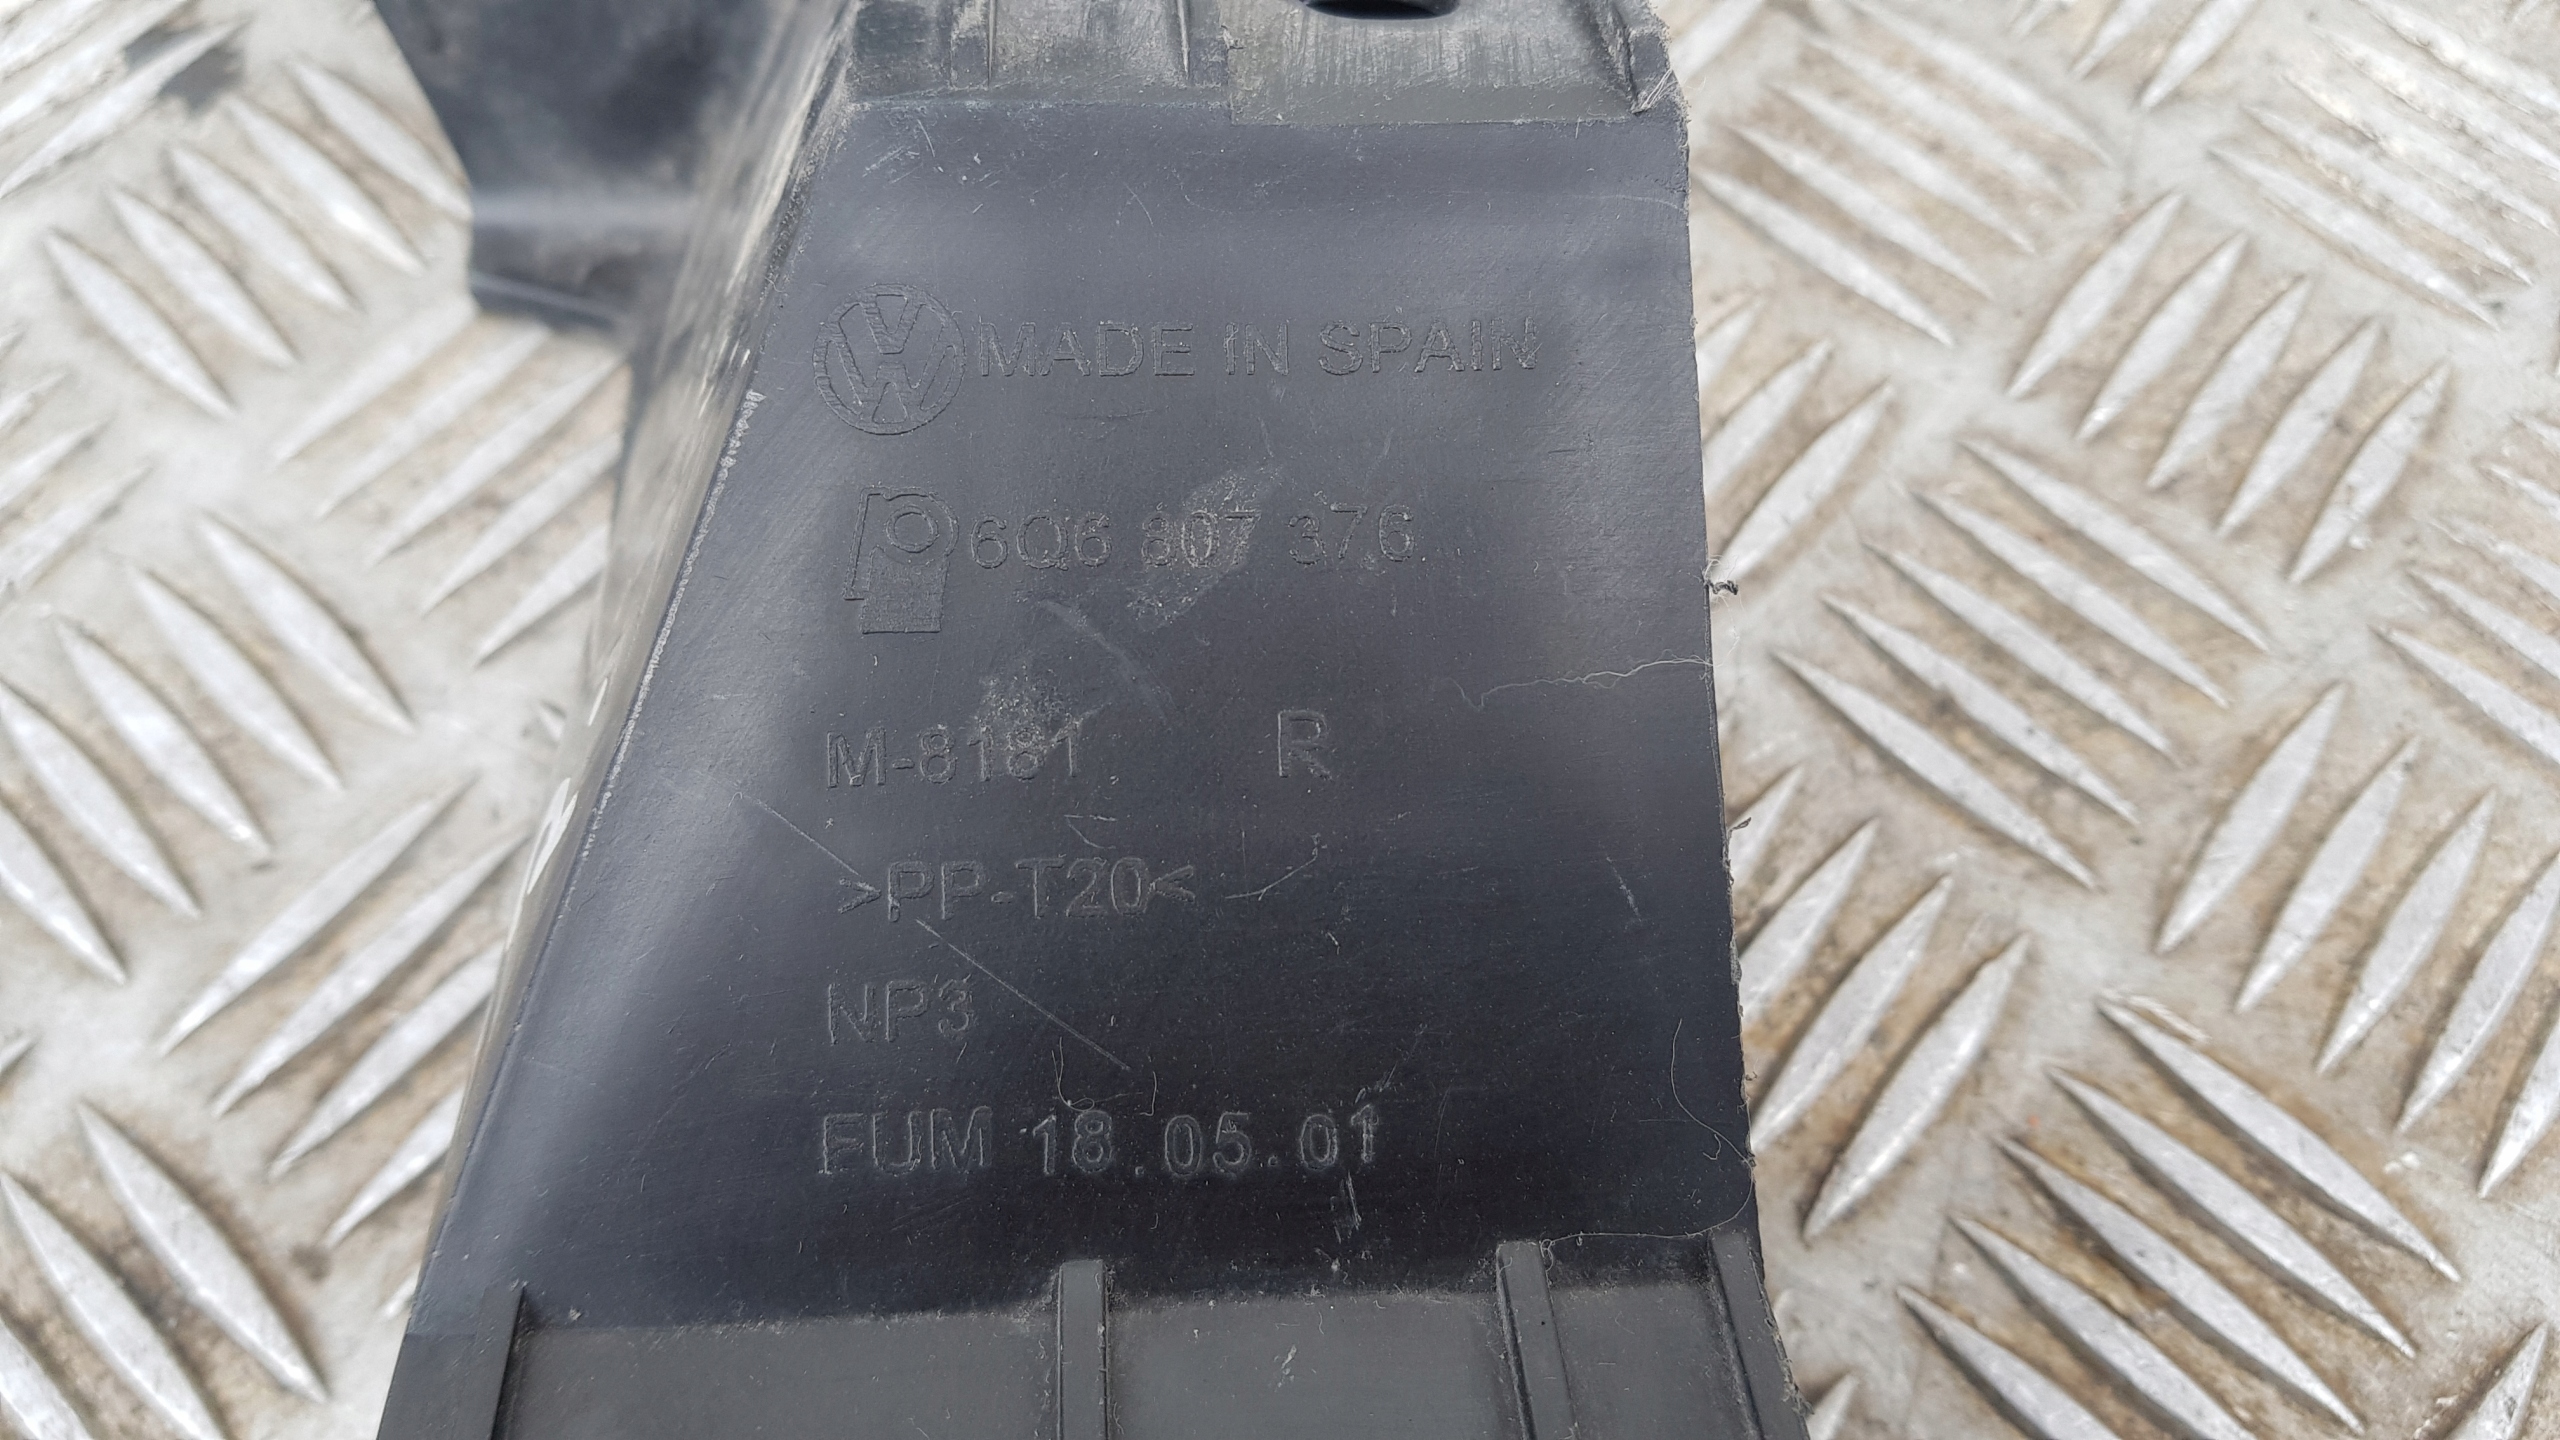 MADE IN SPAIN
6Q6 807 376
M-8181 R
>PP-T20<
NP3
FUM 18.05.01